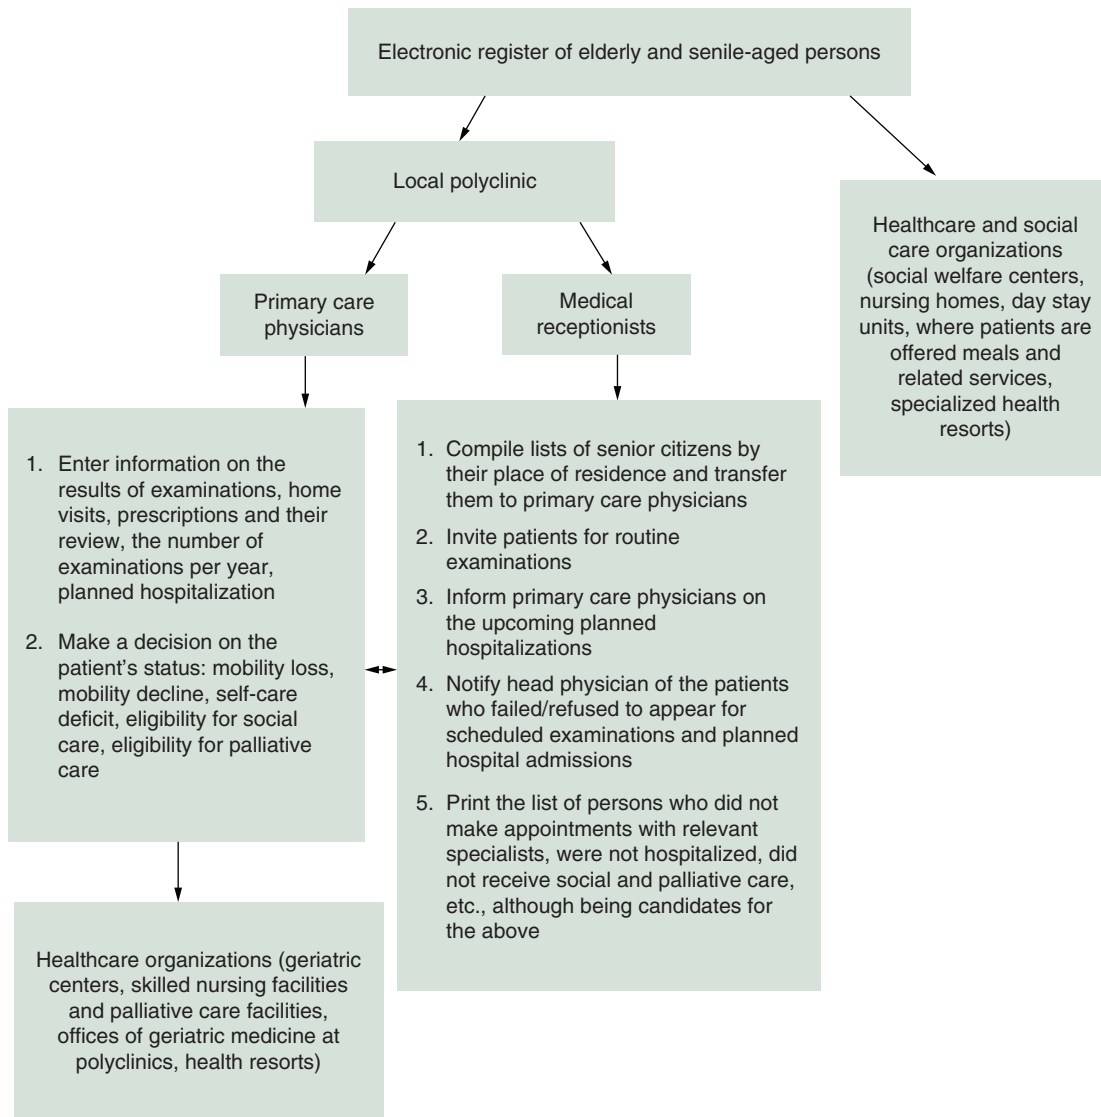 Electronic register of elderly and senile-aged persons
Local polyclinic
Primary care
physicians
Medical
receptionists
Healthcare and social
care organizations
(social welfare centers,
nursing homes, day stay
units, where patients are
offered meals and
related services,
specialized health
resorts)
1. Enter information on the
results of examinations, home
visits, prescriptions and their
review, the number of
examinations per year,
planned hospitalization
2. Make a decision on the
patient's status: mobility loss,
mobility decline, self-care
deficit, eligibility for social
care, eligibility for palliative
care
1. Compile lists of senior citizens by
their place of residence and transfer
them to primary care physicians
2. Invite patients for routine
examinations
3. Inform primary care physicians on
the upcoming planned
hospitalizations
4. Notify head physician of the patients
who failed/refused to appear for
scheduled examinations and planned
hospital admissions
5. Print the list of persons who did not
make appointments with relevant
specialists, were not hospitalized, did
not receive social and palliative care,
etc., although being candidates for
the above
Healthcare organizations (geriatric
centers, skilled nursing facilities
and palliative care facilities,
offices of geriatric medicine at
polyclinics, health resorts)